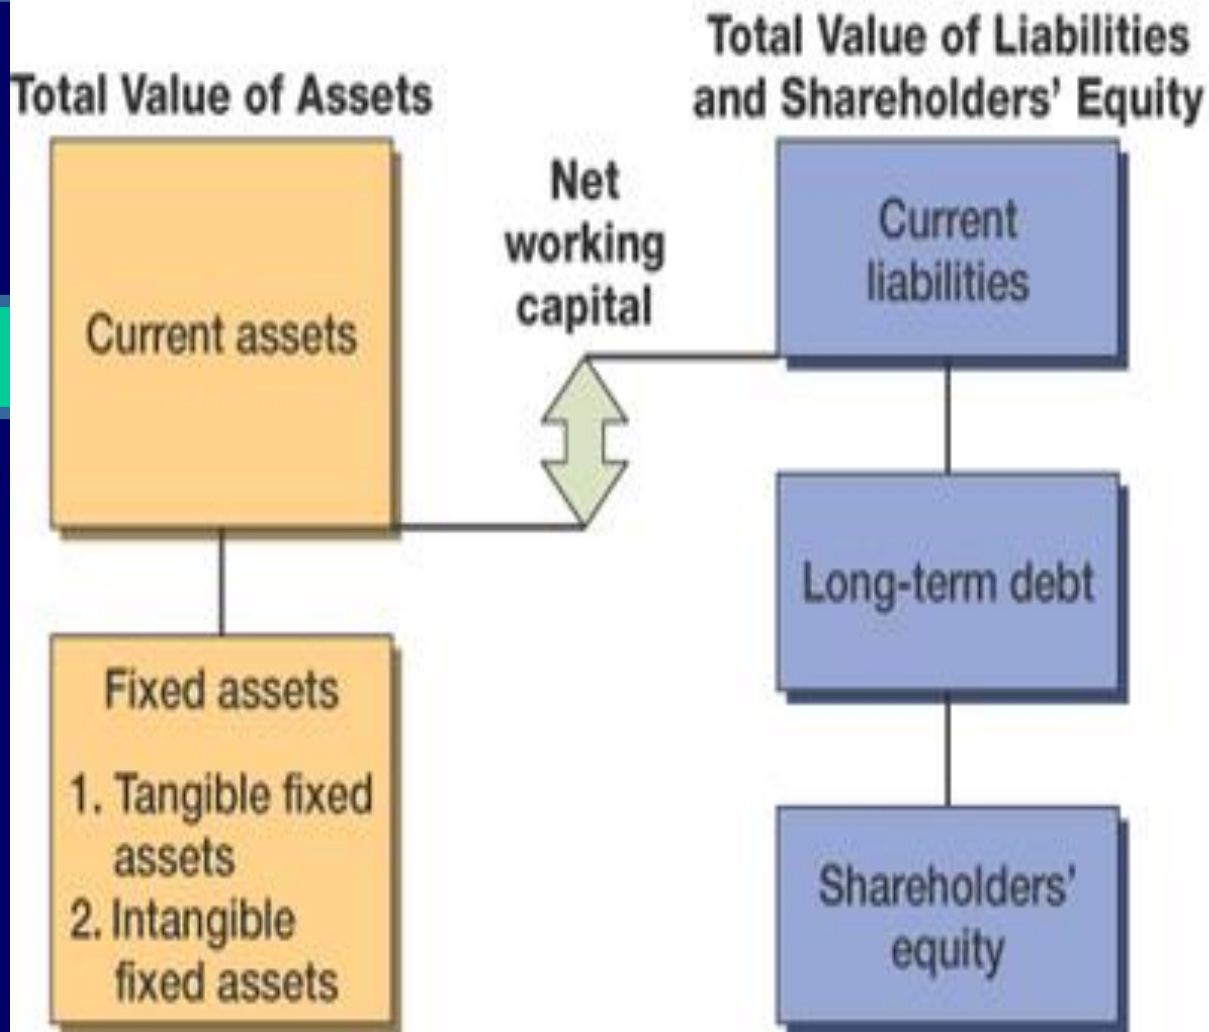 Total Value of Assets
Current assets
Fixed assets
1. Tangible fixed
assets
2. Intangible
fixed assets
Net
working
capital
Total Value of Liabilities
and Shareholders' Equity
Current
liabilities
Long-term debt
Shareholders'
equity